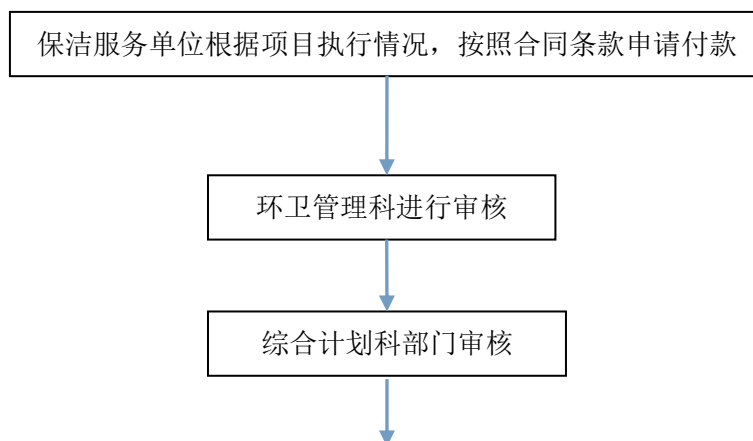 保洁服务单位根据项目执行情况，按照合同条款申请付款
环卫管理科进行审核
综合计划科部门审核